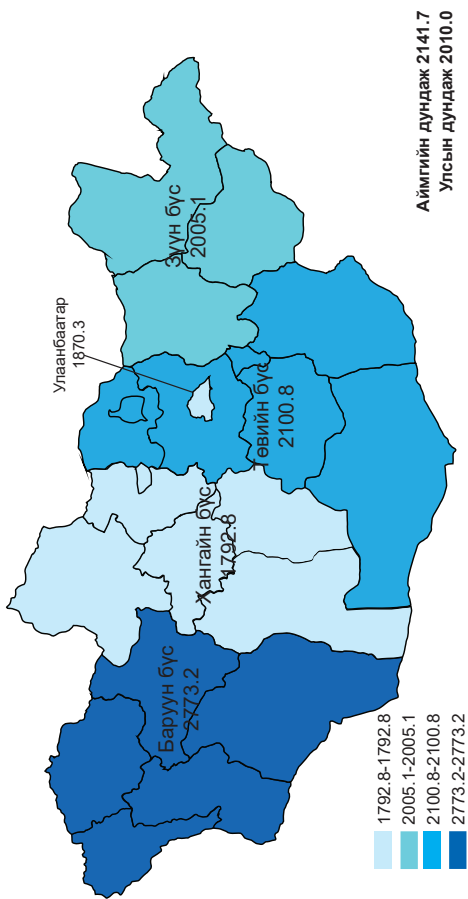 Улаанбаатар
1870.3
Зүүн бүс
2005.1
Төвийн бүс
2100.8
Хангайн бүс
1792.8
Баруун бүс
2773.2
1792.8-1792.8
2005.1-2005.1
2100.8-2100.8
2773.2-2773.2
Аймгийн дундаж 2141.7
Улсын дундаж 2010.0